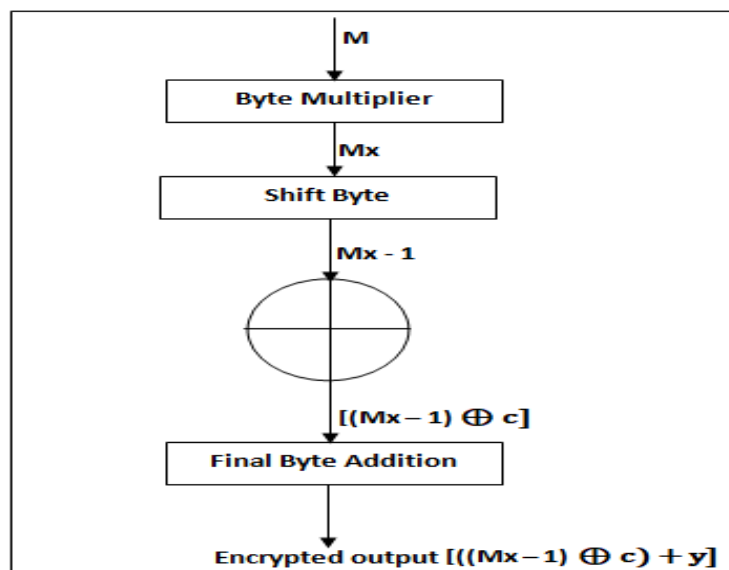 M
Byte Multiplier
Mx
Shift Byte
Mx - 1
[(Mx – 1) ⊕ c]
Final Byte Addition
Encrypted output [((Mx–1) ⊕ c) + y]